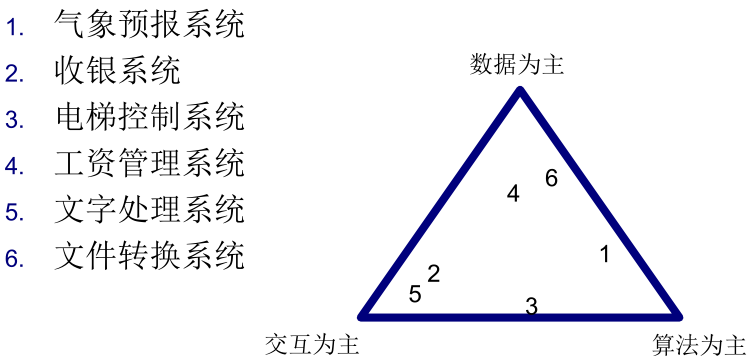 1. 气象预报系统
2. 收银系统
3. 电梯控制系统
4. 工资管理系统
5. 文字处理系统
6. 文件转换系统
数据为主
6
4
1
2
5
3
交互为主
算法为主